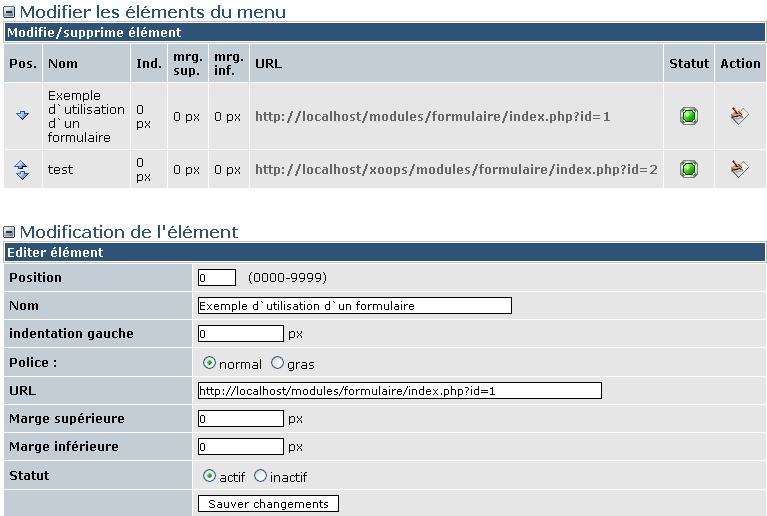 Modifier les éléments du menu
Modifie/supprime élément
Pos. Nom Ind. mrg. sup. mrg. inf. URL Statut Action
Exemple d`utilisation d`un formulaire 0 px 0 px 0 px http://localhost/modules/formulaire/index.php?id=1
test 0 px 0 px 0 px http://localhost/xoops/modules/formulaire/index.php?id=2
Modification de l'élément
Editer élément
Position 0 (0000-9999)
Nom Exemple d`utilisation d`un formulaire
indentation gauche 0 px
Police : normal gras
URL http://localhost/modules/formulaire/index.php?id=1
Marge supérieure 0 px
Marge inférieure 0 px
Statut actif inactif
Sauver changements